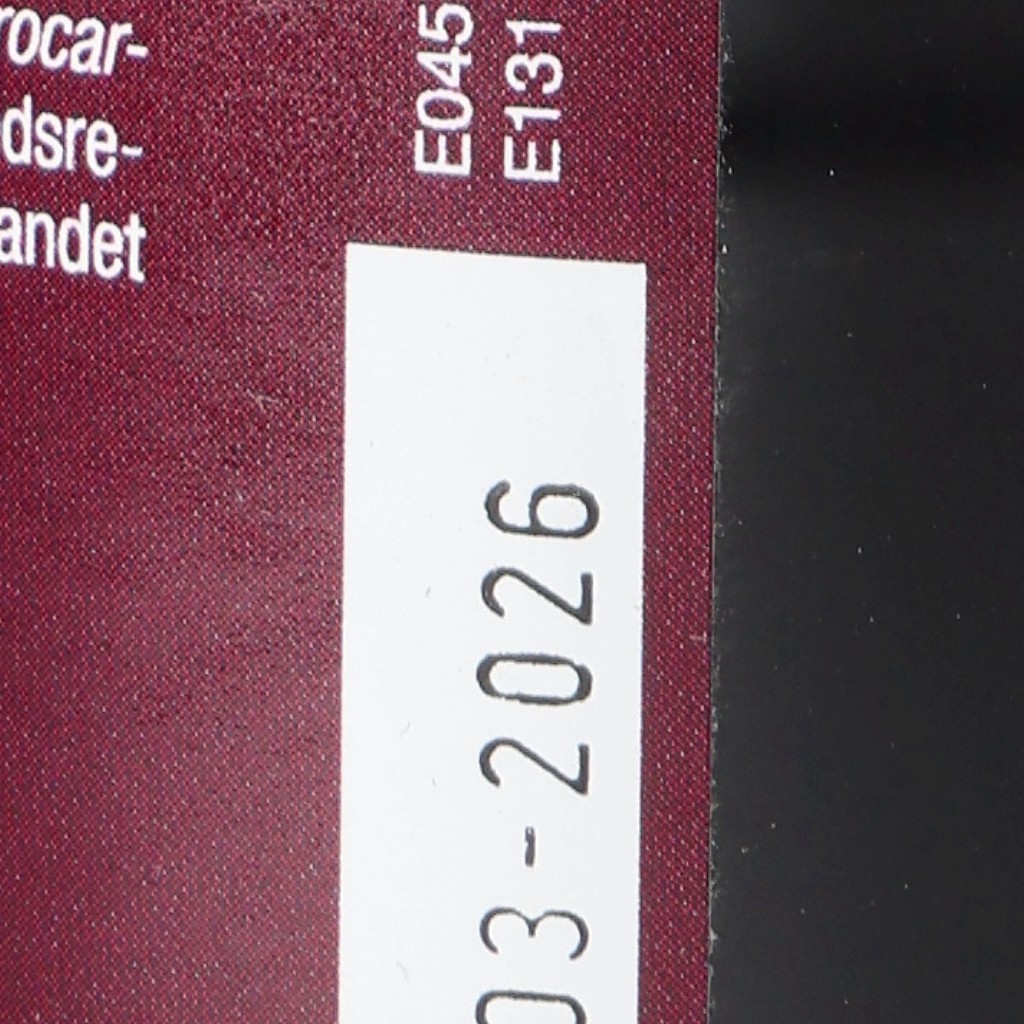 rocar-
dsre-
andet
E045
E131
03-2026